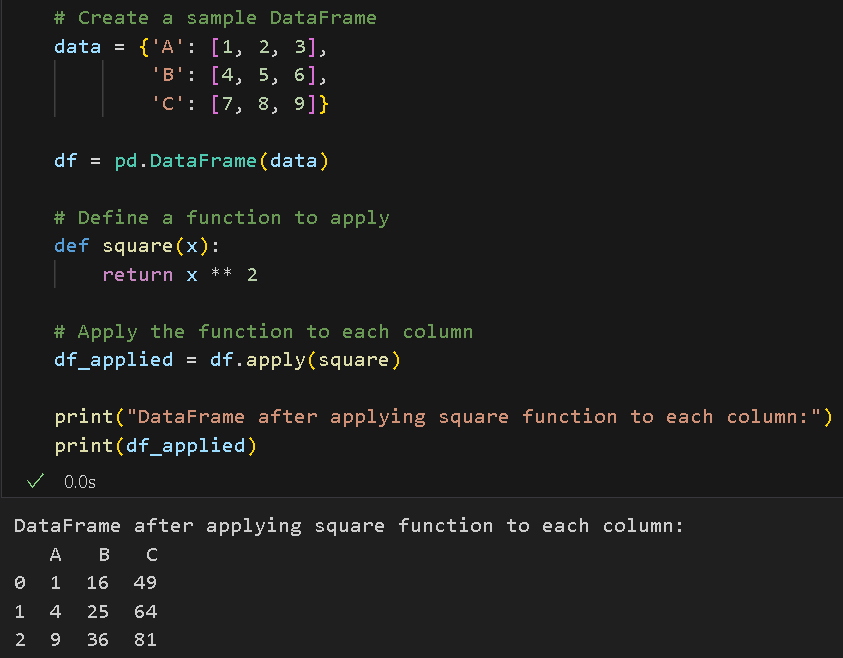 # Create a sample DataFrame
data = {'A': [1, 2, 3],
        'B': [4, 5, 6],
        'C': [7, 8, 9]}
df = pd.DataFrame(data)
# Define a function to apply
def square(x):
    return x ** 2
# Apply the function to each column
df_applied = df.apply(square)
print("DataFrame after applying square function to each column:")
print(df_applied)
0.0s
DataFrame after applying square function to each column:
   A   B   C
0  1  16  49
1  4  25  64
2  9  36  81